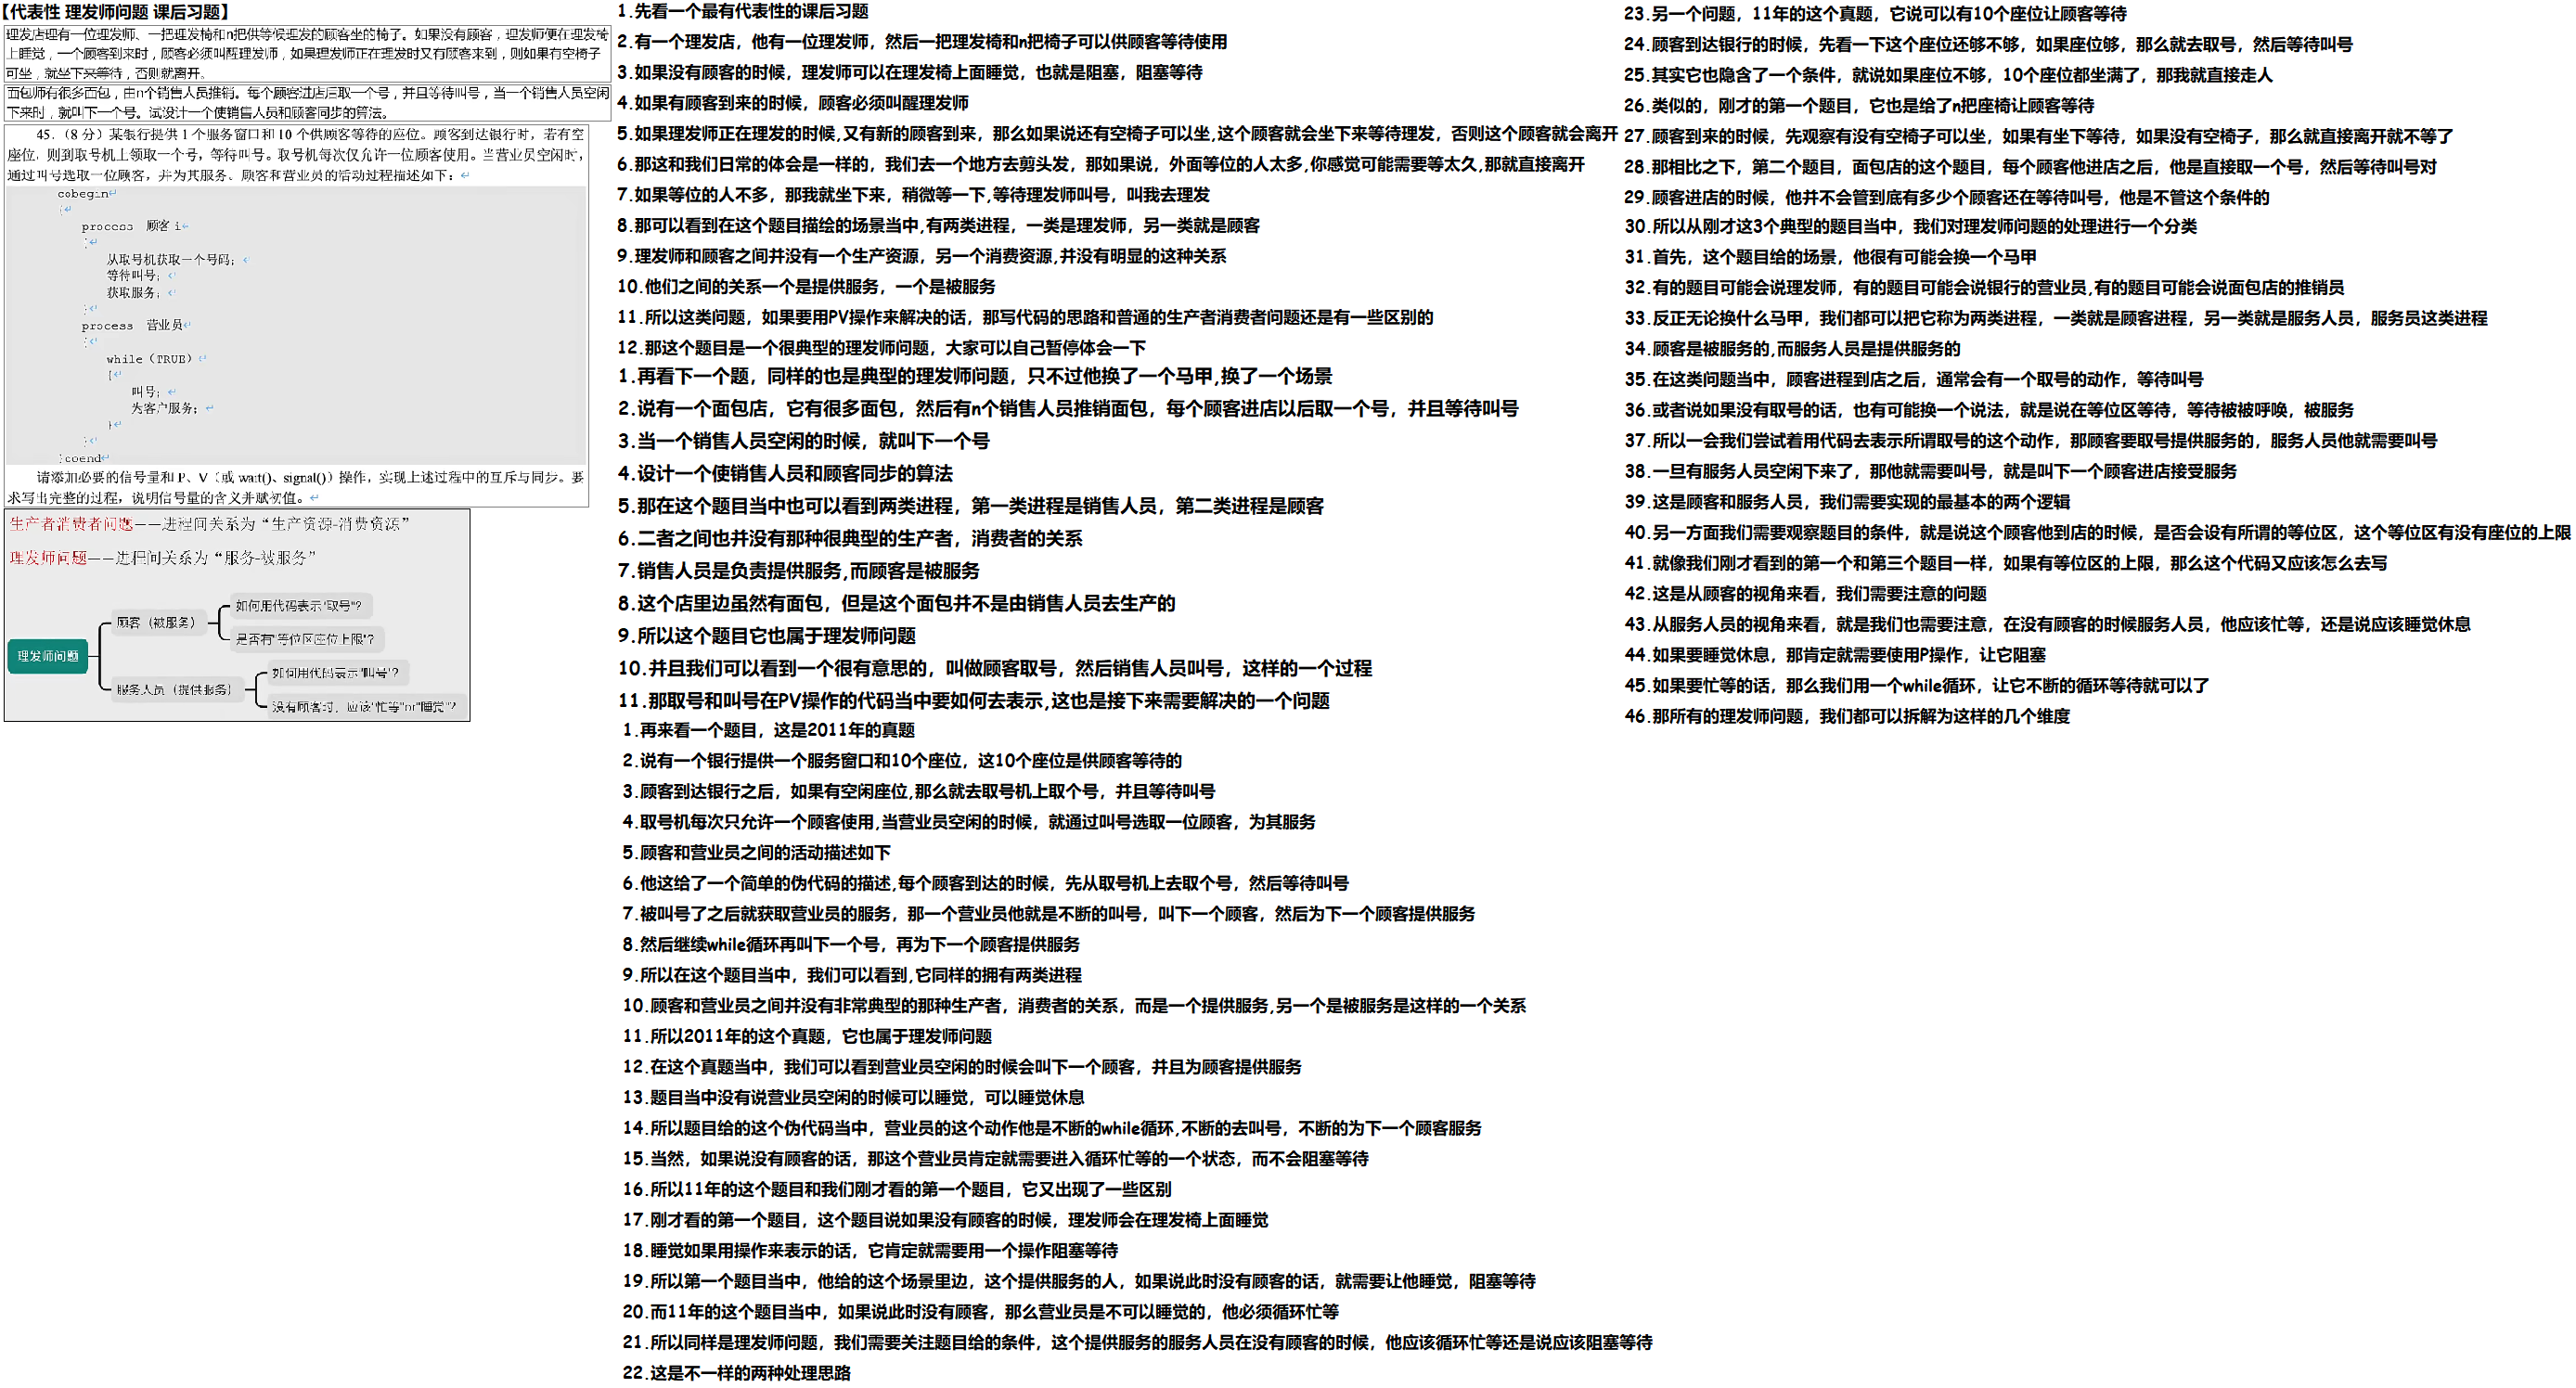 【代表性 理发师问题 课后习题】
理发店理有一位理发师、一把理发椅和n把供等候理发的顾客坐的椅子。如果没有顾客，理发师便在理发椅
上睡觉，一个顾客到来时，顾客必须叫醒理发师，如果理发师正在理发时又有顾客来到，则如果有空椅子
可坐，就坐下来等待，否则就离开。
面包师有很多面包，由n个销售人员推销。每个顾客进店后取一个号，并且等待叫号，当一个销售人员空闲
下来时，就叫下一个号。试设计一个使销售人员和顾客同步的算法。
45.（8 分）某银行提供 1 个服务窗口和 10 个供顾客等待的座位。顾客到达银行时，若有空
座位，则到取号机上领取一个号，等待叫号。取号机每次仅允许一位顾客使用。当营业员空闲时，
通过叫号选取一位顾客，并为其服务。顾客和营业员的活动过程描述如下：
cobegin
{
process 顾客 i
{
从取号机获取一个号码；
等待叫号；
获取服务；
}
process 营业员
{
while（TRUE）
{
叫号；
为客户服务；
}
}
}coend
请添加必要的信号量和 P、V（或 wait()、signal()）操作，实现上述过程中的互斥与同步。要
求写出完整的过程，说明信号量的含义并赋初值。
生产者消费者问题——进程间关系为“生产资源-消费资源”
理发师问题——进程间关系为“服务-被服务”
理发师问题
顾客（被服务）
如何用代码表示“取号”？
是否有“等位区座位上限”？
服务人员（提供服务）
如何用代码表示“叫号”？
没有顾客时，应该“忙等”or“睡觉”？
1.先看一个最有代表性的课后习题
2.有一个理发店，他有一位理发师，然后一把理发椅和n把椅子可以供顾客等待使用
3.如果没有顾客的时候，理发师可以在理发椅上面睡觉，也就是阻塞，阻塞等待
4.如果有顾客到来的时候，顾客必须叫醒理发师
5.如果理发师正在理发的时候,又有新的顾客到来，那么如果说还有空椅子可以坐,这个顾客就会坐下来等待理发，否则这个顾客就会离开
6.那这和我们日常的体会是一样的，我们去一个地方去剪头发，那如果说，外面等位的人太多,你感觉可能需要等太久,那就直接离开
7.如果等位的人不多，那我就坐下来，稍微等一下,等待理发师叫号，叫我去理发
8.那可以看到在这个题目描绘的场景当中,有两类进程，一类是理发师，另一类就是顾客
9.理发师和顾客之间并没有一个生产资源，另一个消费资源,并没有明显的这种关系
10.他们之间的关系一个是提供服务，一个是被服务
11.所以这类问题，如果要用PV操作来解决的话，那写代码的思路和普通的生产者消费者问题还是有一些区别的
12.那这个题目是一个很典型的理发师问题，大家可以自己暂停体会一下
1.再看下一个题，同样的也是典型的理发师问题，只不过他换了一个马甲,换了一个场景
2.说有一个面包店，它有很多面包，然后有n个销售人员推销面包，每个顾客进店以后取一个号，并且等待叫号
3.当一个销售人员空闲的时候，就叫下一个号
4.设计一个使销售人员和顾客同步的算法
5.那在这个题目当中也可以看到两类进程，第一类进程是销售人员，第二类进程是顾客
6.二者之间也并没有那种很典型的生产者，消费者的关系
7.销售人员是负责提供服务,而顾客是被服务
8.这个店里边虽然有面包，但是这个面包并不是由销售人员去生产的
9.所以这个题目它也属于理发师问题
10.并且我们可以看到一个很有意思的，叫做顾客取号，然后销售人员叫号，这样的一个过程
11.那取号和叫号在PV操作的代码当中要如何去表示,这也是接下来需要解决的一个问题
1.再来看一个题目，这是2011年的真题
2.说有一个银行提供一个服务窗口和10个座位，这10个座位是供顾客等待的
3.顾客到达银行之后，如果有空闲座位,那么就去取号机上取个号，并且等待叫号
4.取号机每次只允许一个顾客使用,当营业员空闲的时候，就通过叫号选取一位顾客，为其服务
5.顾客和营业员之间的活动描述如下
6.他这给了一个简单的伪代码的描述,每个顾客到达的时候，先从取号机上去取个号，然后等待叫号
7.被叫号了之后就获取营业员的服务，那一个营业员他就是不断的叫号，叫下一个顾客，然后为下一个顾客提供服务
8.然后继续while循环再叫下一个号，再为下一个顾客提供服务
9.所以在这个题目当中，我们可以看到,它同样的拥有两类进程
10.顾客和营业员之间并没有非常典型的那种生产者，消费者的关系，而是一个提供服务,另一个是被服务是这样的一个关系
11.所以2011年的这个真题，它也属于理发师问题
12.在这个真题当中，我们可以看到营业员空闲的时候会叫下一个顾客，并且为顾客提供服务
13.题目当中没有说营业员空闲的时候可以睡觉，可以睡觉休息
14.所以题目给的这个伪代码当中，营业员的这个动作他是不断的while循环,不断的去叫号，不断的为下一个顾客服务
15.当然，如果说没有顾客的话，那这个营业员肯定就需要进入循环忙等的一个状态，而不会阻塞等待
16.所以11年的这个题目和我们刚才看的第一个题目，它又出现了一些区别
17.刚才看的第一个题目，这个题目说如果没有顾客的时候，理发师会在理发椅上面睡觉
18.睡觉如果用操作来表示的话，它肯定就需要用一个操作阻塞等待
19.所以第一个题目当中，他给的这个场景里边，这个提供服务的人，如果说此时没有顾客的话，就需要让他睡觉，阻塞等待
20.而11年的这个题目当中，如果说此时没有顾客，那么营业员是不可以睡觉的，他必须循环忙等
21.所以同样是理发师问题，我们需要关注题目给的条件，这个提供服务的服务人员在没有顾客的时候，他应该循环忙等还是说应该阻塞等待
22.这是不一样的两种处理思路
23.另一个问题，11年的这个真题，它说可以有10个座位让顾客等待
24.顾客到达银行的时候，先看一下这个座位还够不够，如果座位够，那么就去取号，然后等待叫号
25.其实它也隐含了一个条件，就说如果座位不够，10个座位都坐满了，那我就直接走人
26.类似的，刚才的第一个题目，它也是给了n把座椅让顾客等待
27.顾客到来的时候，先观察有没有空椅子可以坐，如果有坐下等待，如果没有空椅子，那么就直接离开就不等了
28.那相比之下，第二个题目，面包店的这个题目，每个顾客他进店之后，他是直接取一个号，然后等待叫号对
29.顾客进店的时候，他并不会管到底有多少个顾客还在等待叫号，他是不管这个条件的
30.所以从刚才这3个典型的题目当中，我们对理发师问题的处理进行一个分类
31.首先，这个题目给的场景，他很有可能会换一个马甲
32.有的题目可能会说理发师，有的题目可能会说银行的营业员,有的题目可能会说面包店的推销员
33.反正无论换什么马甲，我们都可以把它称为两类进程，一类就是顾客进程，另一类就是服务人员，服务员这类进程
34.顾客是被服务的,而服务人员是提供服务的
35.在这类问题当中，顾客进程到店之后，通常会有一个取号的动作，等待叫号
36.或者说如果没有取号的话，也有可能换一个说法，就是说在等位区等待，等待被被呼唤，被服务
37.所以一会我们尝试着用代码去表示所谓取号的这个动作，那顾客要取号提供服务的，服务人员他就需要叫号
38.一旦有服务人员空闲下来了，那他就需要叫号，就是叫下一个顾客进店接受服务
39.这是顾客和服务人员，我们需要实现的最基本的两个逻辑
40.另一方面我们需要观察题目的条件，就是说这个顾客他到店的时候，是否会没有所谓的等位区，这个等位区有没有座位的上限
41.就像我们刚才看到的第一个和第三个题目一样，如果有等位区的上限，那么这个代码又应该怎么去写
42.这是从顾客的视角来看，我们需要注意的问题
43.从服务人员的视角来看，就是我们也需要注意，在没有顾客的时候服务人员，他应该忙等，还是说应该睡觉休息
44.如果要睡觉休息，那肯定就需要使用P操作，让它阻塞
45.如果要忙等的话，那么我们用一个while循环，让它不断的循环等待就可以了
46.那所有的理发师问题，我们都可以拆解为这样的几个维度